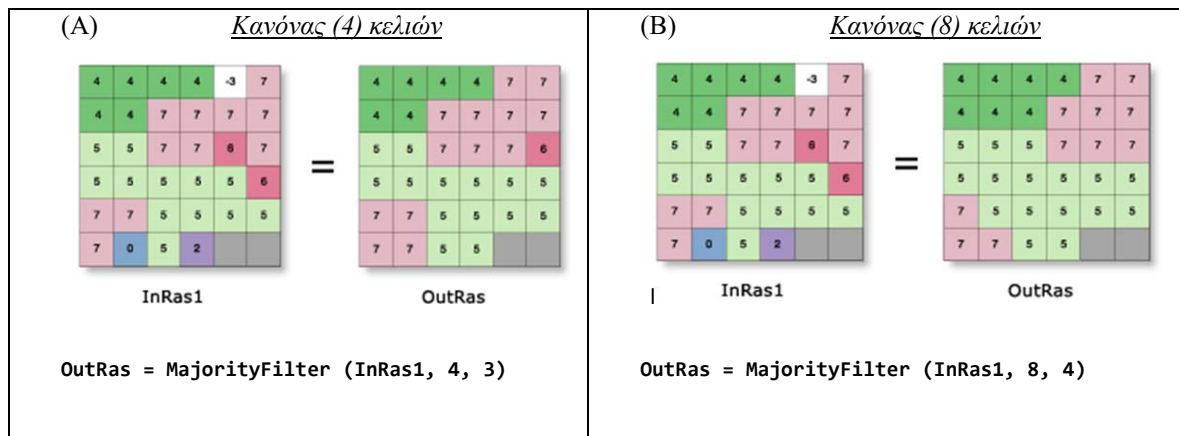 (A) Κανόνας (4) κελιών
4 4 4 4 -3 7
4 4 7 7 7 7
5 5 7 7 6 7
5 5 5 5 5 6
7 7 5 5 5 5
7 0 5 2
InRas1
=
4 4 4 4 7 7
4 4 7 7 7 7
5 5 7 7 7 6
5 5 5 5 5 5
7 7 5 5 5 5
7 7 5 5
OutRas
OutRas = MajorityFilter (InRas1, 4, 3)
(B) Κανόνας (8) κελιών
4 4 4 4 -3 7
4 4 7 7 7 7
5 5 7 7 6 7
5 5 5 5 5 6
7 7 5 5 5 5
7 0 5 2
InRas1
=
4 4 4 4 7 7
4 4 4 7 7 7
5 5 5 7 7 7
5 5 5 5 5 5
7 5 5 5 5 5
7 7 5 5
OutRas
OutRas = MajorityFilter (InRas1, 8, 4)